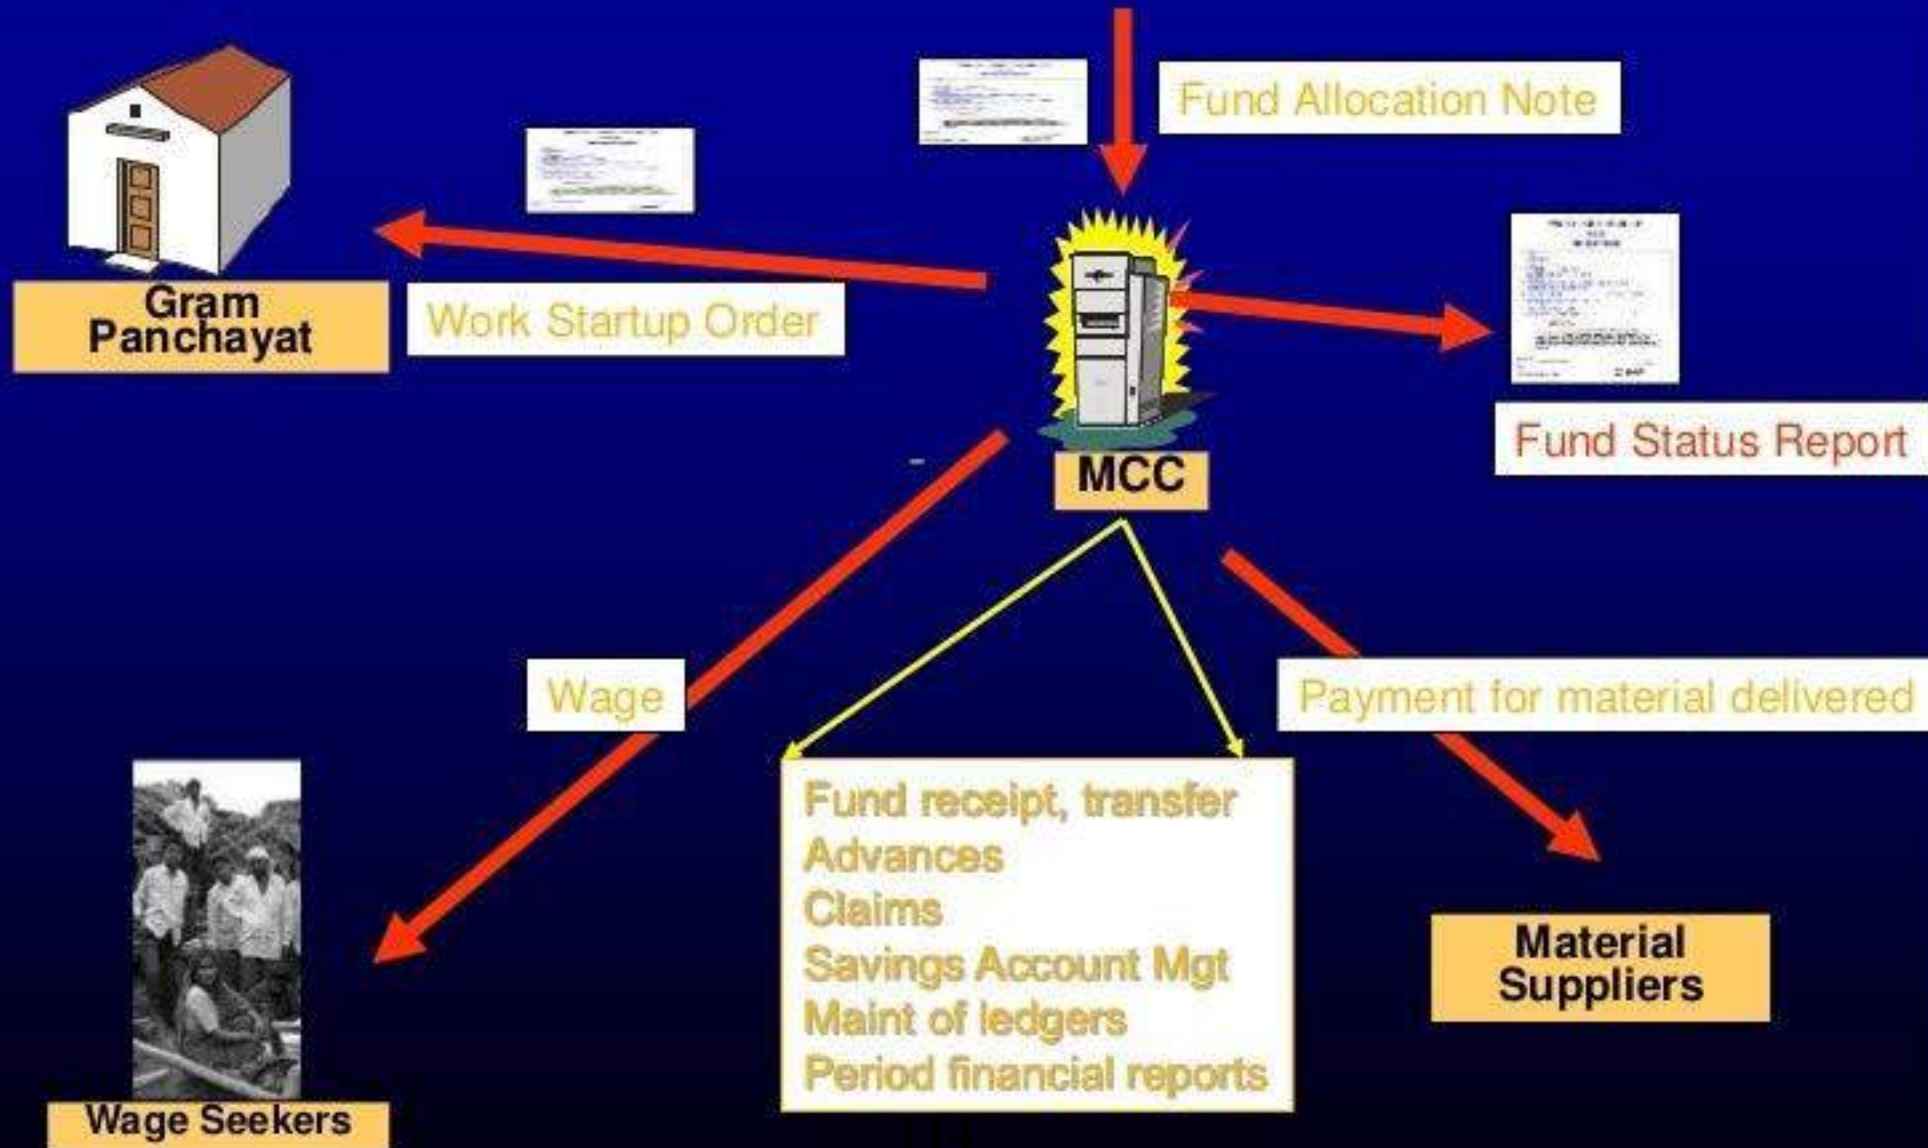 Fund Allocation Note
Gram
Panchayat
Work Startup Order
Fund Status Report
MCC
Wage
Payment for material delivered
Fund receipt, transfer
Advances
Claims
Savings Account Mgt
Maint of ledgers
Period financial reports
Material
Suppliers
Wage Seekers
114